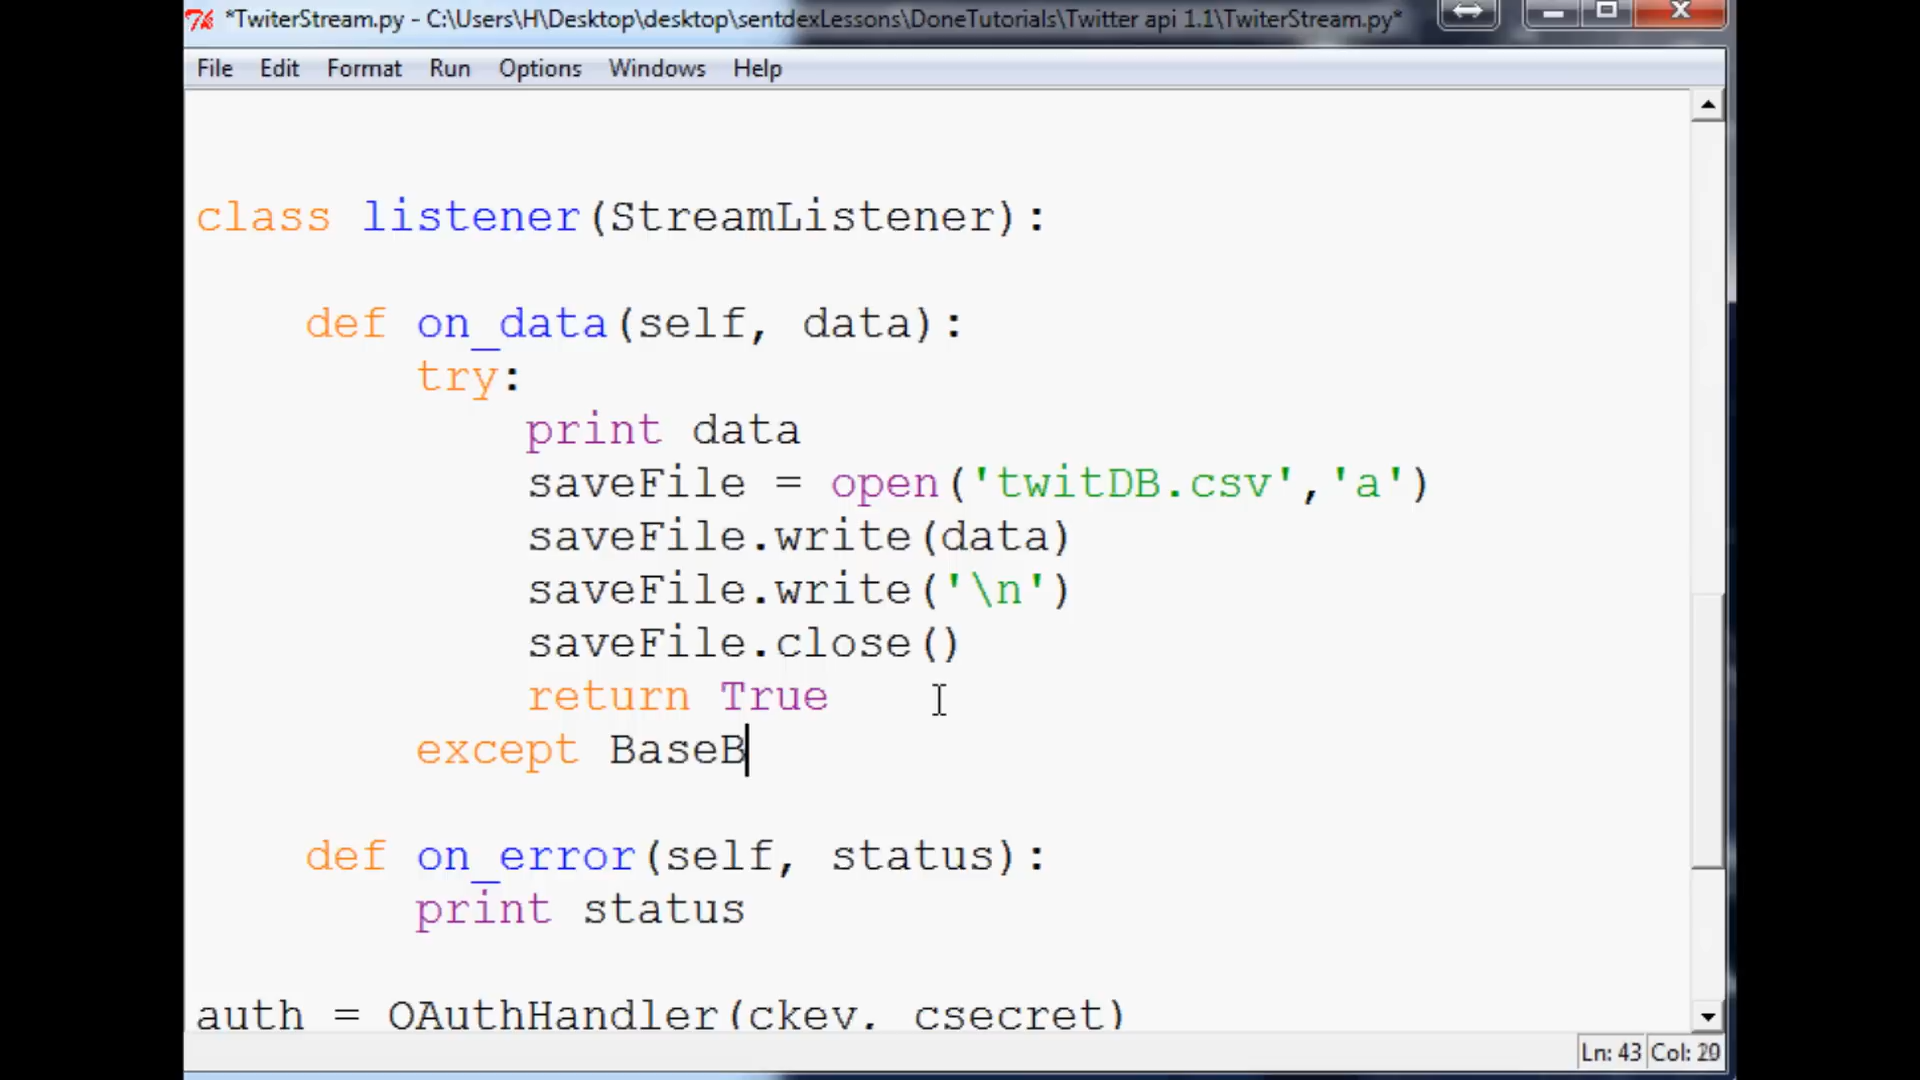 *TwiterStream.py - C:\Users\H\Desktop\desktop\sentdexLessons\DoneTutorials\Twitter api 1.1\TwiterStream.py*
File Edit Format Run Options Windows Help
class listener(StreamListener):
def on_data(self, data):
try:
print data
saveFile = open('twitDB.csv','a')
saveFile.write(data)
saveFile.write('\n')
saveFile.close()
return True
except BaseB
def on_error(self, status):
print status
auth = OAuthHandler(ckey, csecret)
Ln: 43 Col: 20